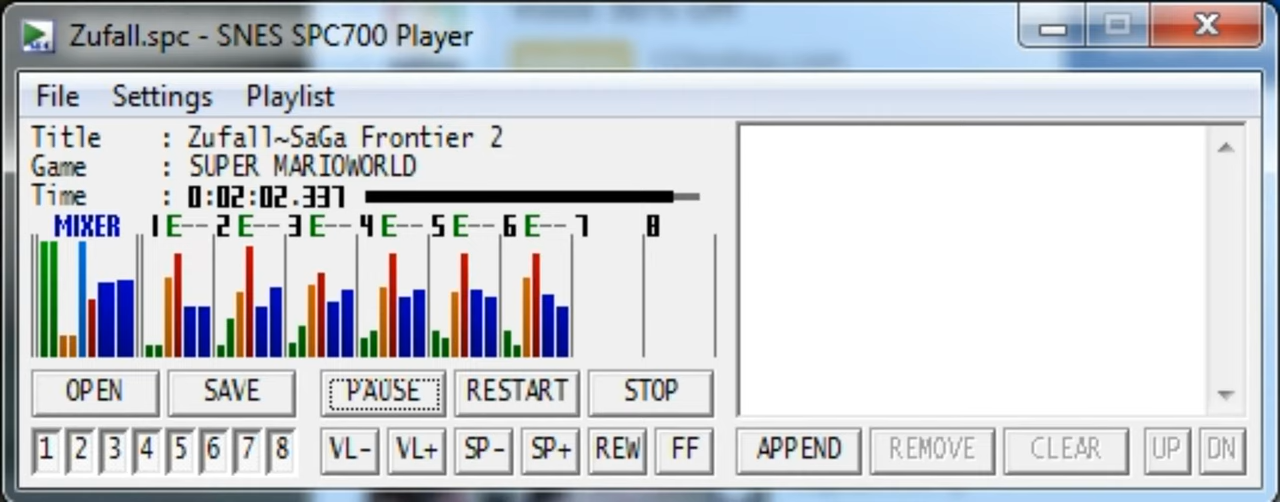 Zufall.spc - SNES SPC700 Player
File Settings Playlist
Title : Zufall~SaGa Frontier 2
Game : SUPER MARIOWORLD
Time : 0:02:02.337
MIXER 1 E-- 2 E-- 3 E-- 4 E-- 5 E-- 6 E-- 7 8
OPEN SAVE PAUSE RESTART STOP
1 2 3 4 5 6 7 8 VL- VL+ SP- SP+ REW FF APPEND REMOVE CLEAR UP DN